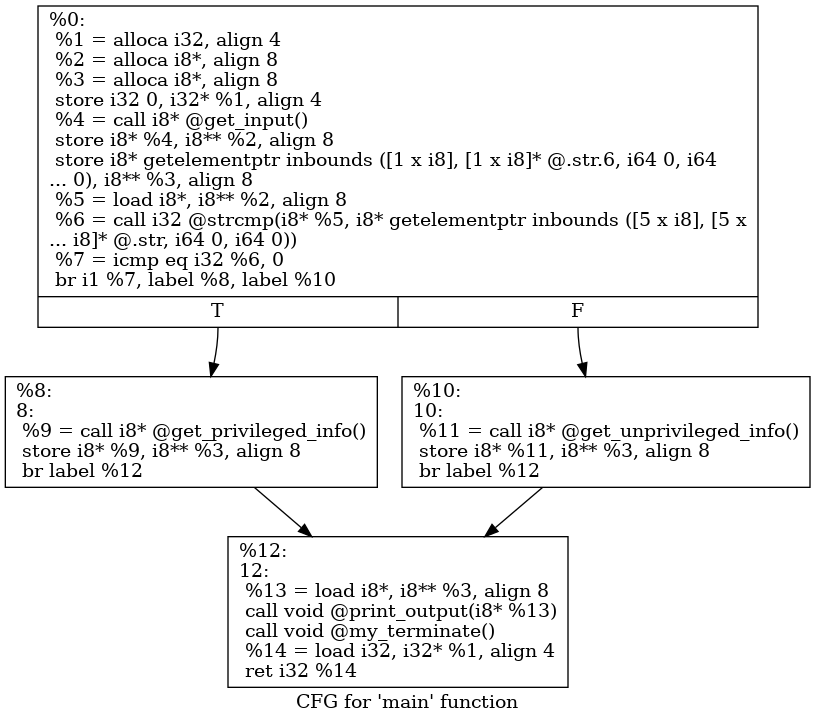 %0:
%1 = alloca i32, align 4
%2 = alloca i8*, align 8
%3 = alloca i8*, align 8
store i32 0, i32* %1, align 4
%4 = call i8* @get_input()
store i8* %4, i8** %2, align 8
store i8* getelementptr inbounds ([1 x i8], [1 x i8]* @.str.6, i64 0, i64
... 0), i8** %3, align 8
%5 = load i8*, i8** %2, align 8
%6 = call i32 @strcmp(i8* %5, i8* getelementptr inbounds ([5 x i8], [5 x
... i8]* @.str, i64 0, i64 0))
%7 = icmp eq i32 %6, 0
br i1 %7, label %8, label %10
T
F
%8:
8:
%9 = call i8* @get_privileged_info()
store i8* %9, i8** %3, align 8
br label %12
%10:
10:
%11 = call i8* @get_unprivileged_info()
store i8* %11, i8** %3, align 8
br label %12
%12:
12:
%13 = load i8*, i8** %3, align 8
call void @print_output(i8* %13)
call void @my_terminate()
%14 = load i32, i32* %1, align 4
ret i32 %14
CFG for 'main' function